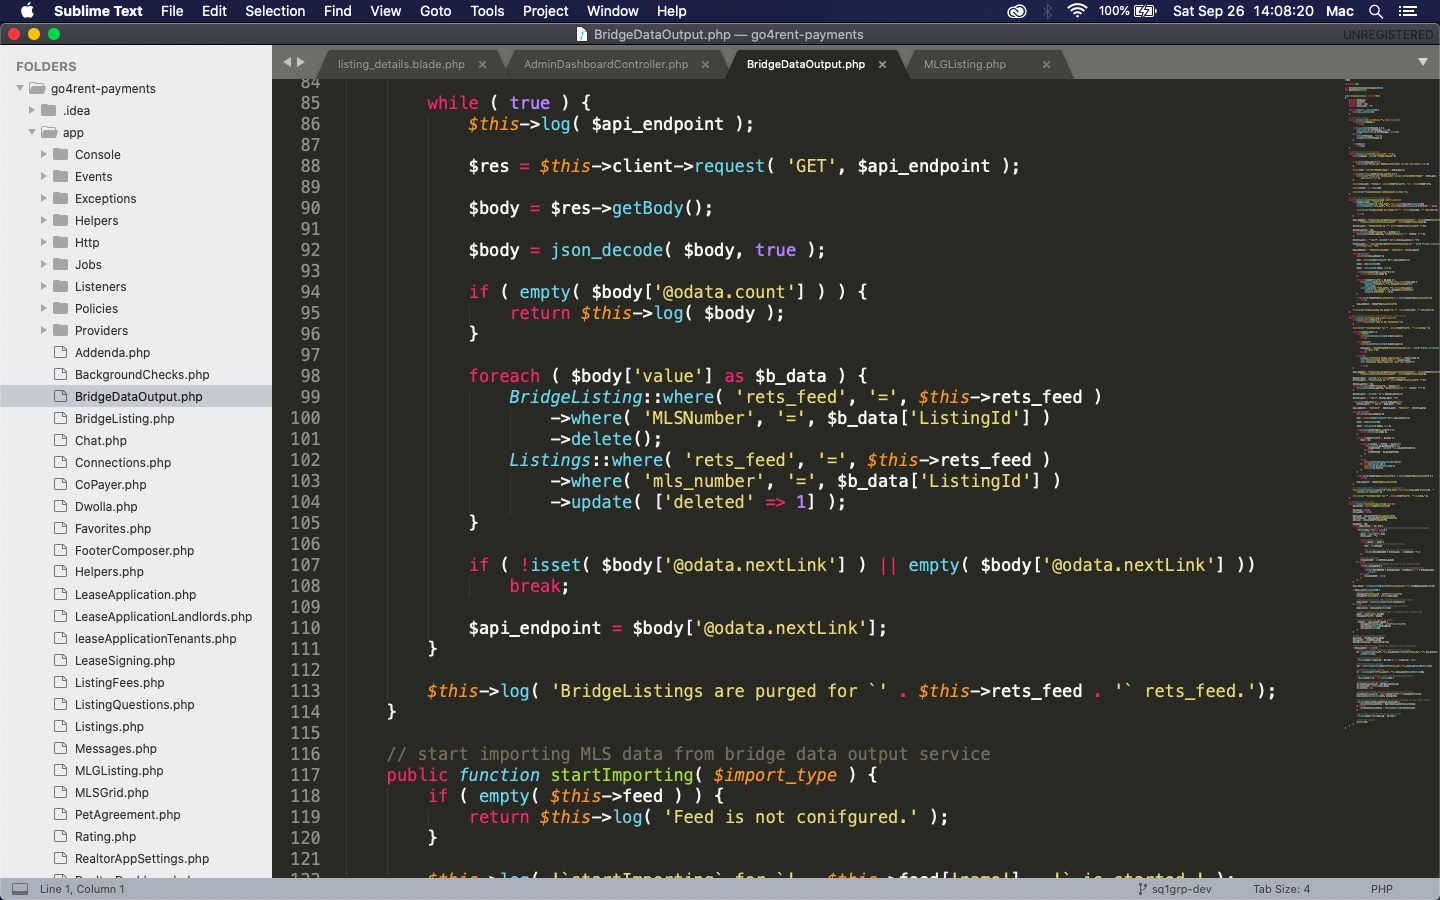 Sublime Text File Edit Selection Find View Goto Tools Project Window Help 100% Sat Sep 26 14:08:20 Mac
BridgeDataOutput.php — go4rent-payments UNREGISTERED
FOLDERS
go4rent-payments
.idea
app
Console
Events
Exceptions
Helpers
Http
Jobs
Listeners
Policies
Providers
Addenda.php
BackgroundChecks.php
BridgeDataOutput.php
BridgeListing.php
Chat.php
Connections.php
CoPayer.php
Dwolla.php
Favorites.php
FooterComposer.php
Helpers.php
LeaseApplication.php
LeaseApplicationLandlords.php
leaseApplicationTenants.php
LeaseSigning.php
ListingFees.php
ListingQuestions.php
Listings.php
Messages.php
MLGListing.php
MLSGrid.php
PetAgreement.php
Rating.php
RealtorAppSettings.php
listing_details.blade.php AdminDashboardController.php BridgeDataOutput.php MLGListing.php
84
85 while ( true ) {
86 $this->log( $api_endpoint );
87
88 $res = $this->client->request( 'GET', $api_endpoint );
89
90 $body = $res->getBody();
91
92 $body = json_decode( $body, true );
93
94 if ( empty( $body['@odata.count'] ) ) {
95 return $this->log( $body );
96 }
97
98 foreach ( $body['value'] as $b_data ) {
99 BridgeListing::where( 'rets_feed', '=', $this->rets_feed )
100 ->where( 'MLSNumber', '=', $b_data['ListingId'] )
101 ->delete();
102 Listings::where( 'rets_feed', '=', $this->rets_feed )
103 ->where( 'mls_number', '=', $b_data['ListingId'] )
104 ->update( ['deleted' => 1] );
105 }
106
107 if ( !isset( $body['@odata.nextLink'] ) || empty( $body['@odata.nextLink'] ))
108 break;
109
110 $api_endpoint = $body['@odata.nextLink'];
111 }
112
113 $this->log( 'BridgeListings are purged for `' . $this->rets_feed . '` rets_feed.');
114 }
115
116 // start importing MLS data from bridge data output service
117 public function startImporting( $import_type ) {
118 if ( empty( $this->feed ) ) {
119 return $this->log( 'Feed is not conifgured.' );
120 }
121
Line 1, Column 1 sq1grp-dev Tab Size: 4 PHP